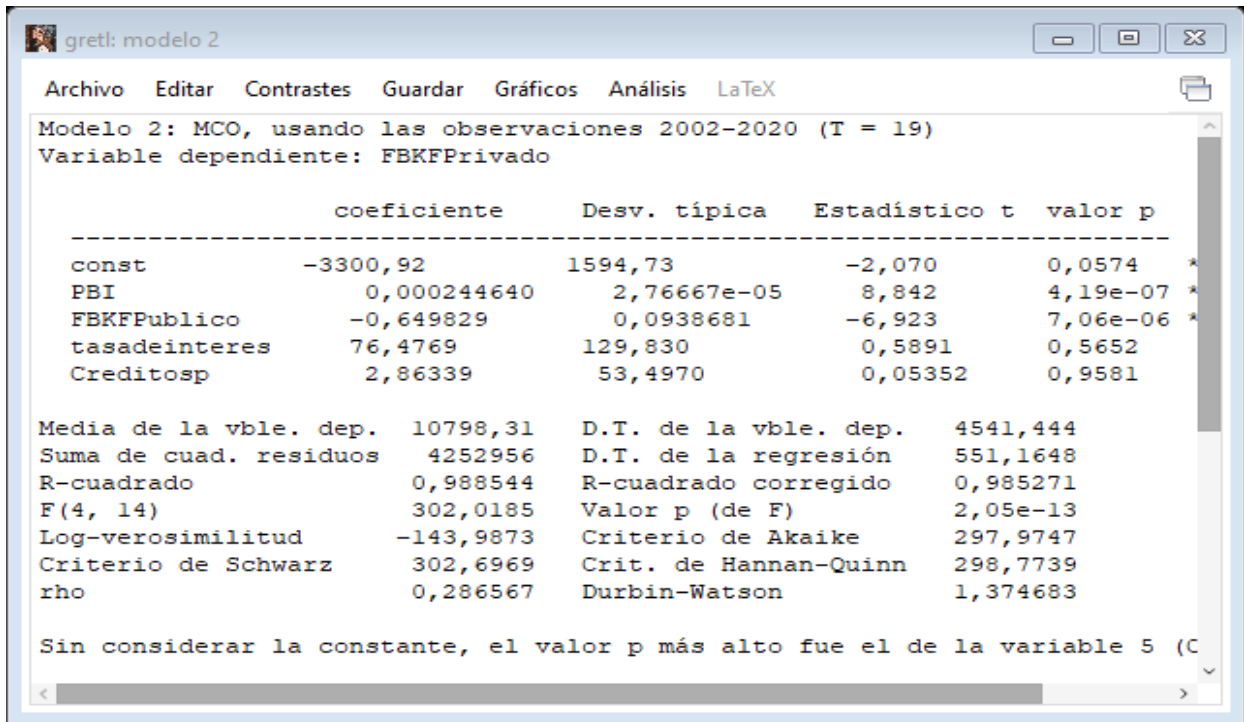 gretl: modelo 2
Archivo Editar Contrastes Guardar Gráficos Análisis LaTeX
Modelo 2: MCO, usando las observaciones 2002-2020 (T = 19)
Variable dependiente: FBKFPrivado
coeficiente Desv. típica Estadístico t valor p
const -3300,92 1594,73 -2,070 0,0574 *
PBI 0,000244640 2,76667e-05 8,842 4,19e-07 *
FBKFPublico -0,649829 0,0938681 -6,923 7,06e-06 *
tasadeinteres 76,4769 129,830 0,5891 0,5652
Creditosp 2,86339 53,4970 0,05352 0,9581
Media de la vble. dep. 10798,31 D.T. de la vble. dep. 4541,444
Suma de cuad. residuos 4252956 D.T. de la regresión 551,1648
R-cuadrado 0,988544 R-cuadrado corregido 0,985271
F(4, 14) 302,0185 Valor p (de F) 2,05e-13
Log-verosimilitud -143,9873 Criterio de Akaike 297,9747
Criterio de Schwarz 302,6969 Crit. de Hannan-Quinn 298,7739
rho 0,286567 Durbin-Watson 1,374683
Sin considerar la constante, el valor p más alto fue el de la variable 5 (C